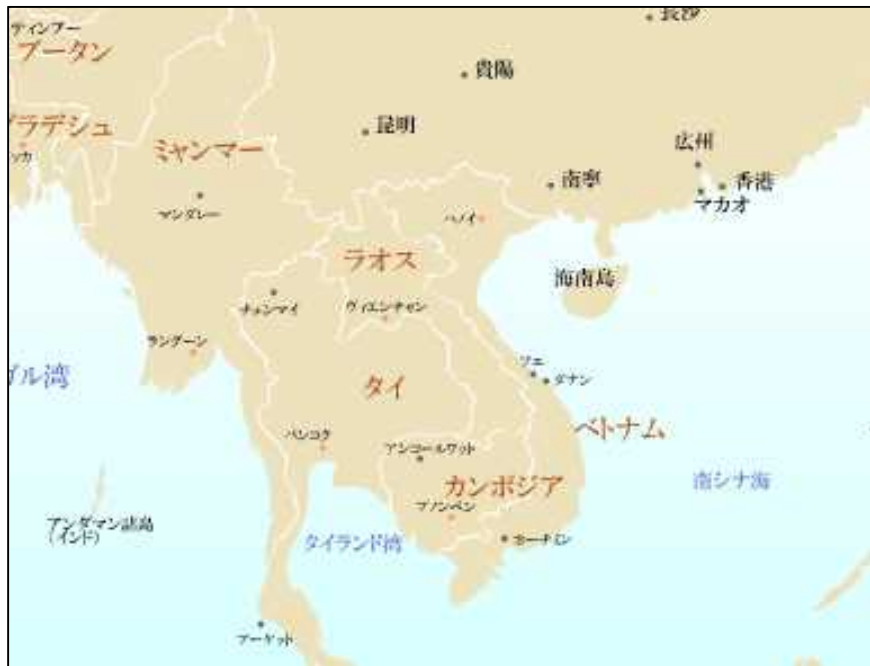 ティンプー
長沙
ブータン
貴陽
昆明
グラデシュ
ッカ
ミャンマー
広州
南寧
香港
マカオ
マンダレー
ハノイ
ラオス
海南島
チェンマイ
ヴィエンチャン
ラングーン
フエ
ダナン
ガル湾
タイ
ベトナム
バンコク
アンコールワット
カンボジア
南シナ海
プノンペン
アンダマン諸島
(インド)
タイランド湾
ホーチミン
プーケット